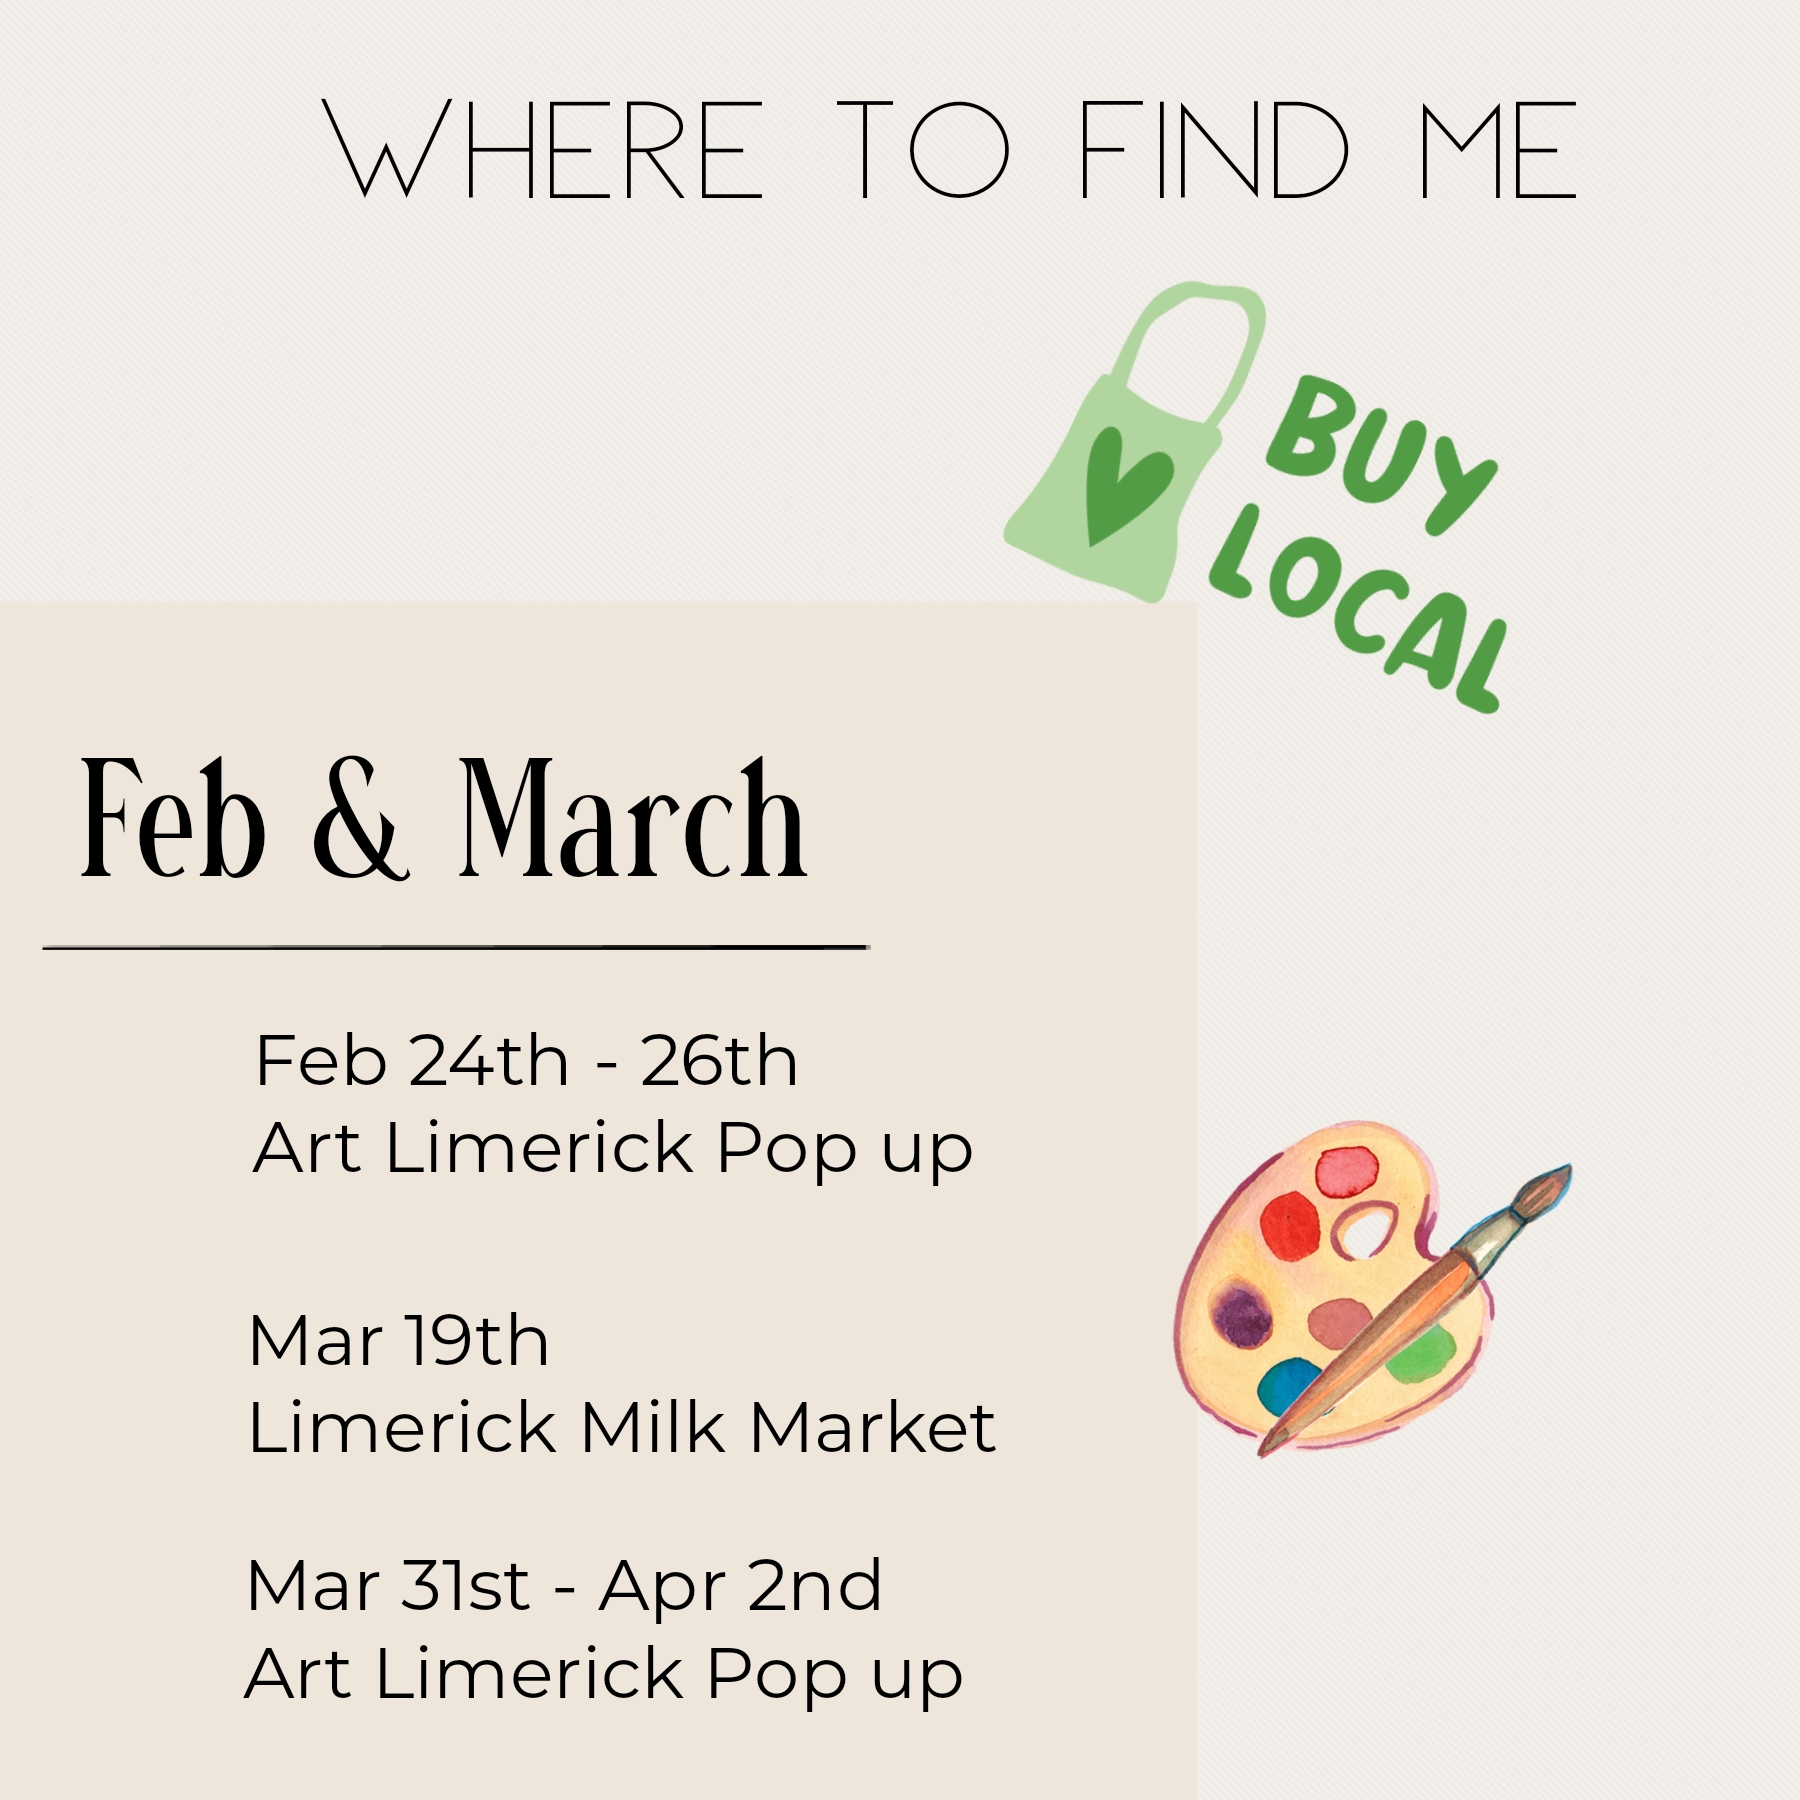 WHERE TO FIND ME
BUY
LOCAL
Feb & March
Feb 24th - 26th
Art Limerick Pop up
Mar 19th
Limerick Milk Market
Mar 31st - Apr 2nd
Art Limerick Pop up